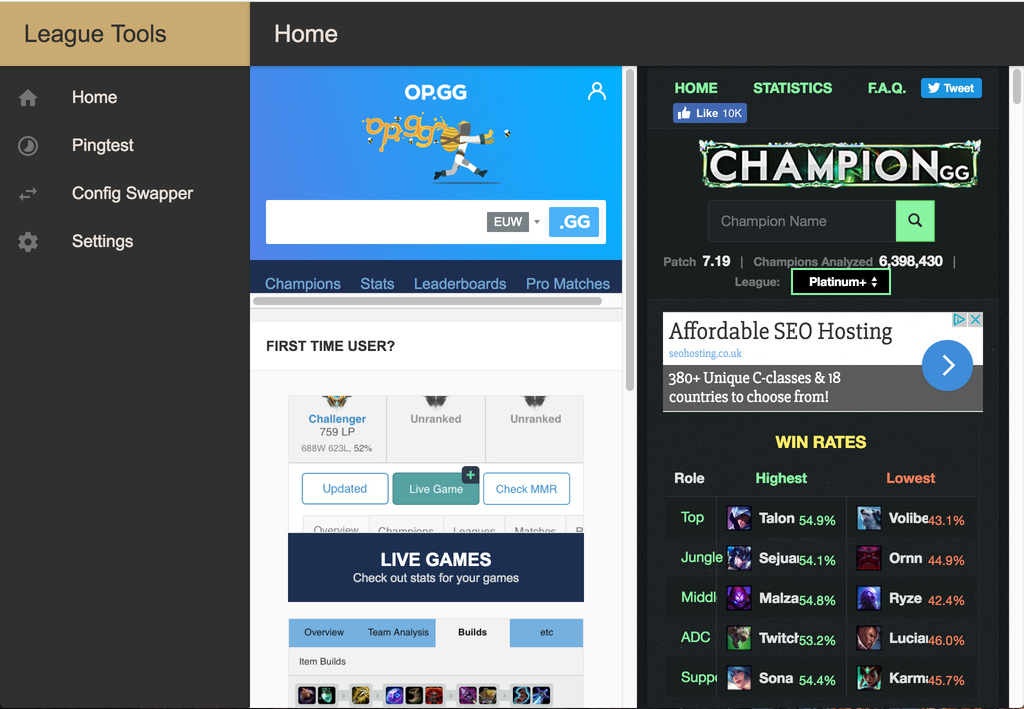 League Tools
Home
Home
Pingtest
Config Swapper
Settings
OP.GG
op.gg
EUW
.GG
Champions Stats Leaderboards Pro Matches
FIRST TIME USER?
Challenger
759 LP
688W 623L, 52%
Unranked
Unranked
Updated
Live Game
+
Check MMR
Overview Champions Leagues Matches
LIVE GAMES
Check out stats for your games
Overview Team Analysis Builds etc
Item Builds
HOME STATISTICS F.A.Q. Tweet
Like 10K
CHAMPIONGG
Champion Name
Patch 7.19 | Champions Analyzed 6,398,430 |
League: Platinum+
Affordable SEO Hosting
seohosting.co.uk
380+ Unique C-classes & 18
countries to choose from!
WIN RATES
Role Highest Lowest
Top Talon 54.9% Volibe 43.1%
Jungle Sejuan 54.1% Ornn 44.9%
Middl Malza 54.8% Ryze 42.4%
ADC Twitch 53.2% Lucian 46.0%
Suppo Sona 54.4% Karma 45.7%